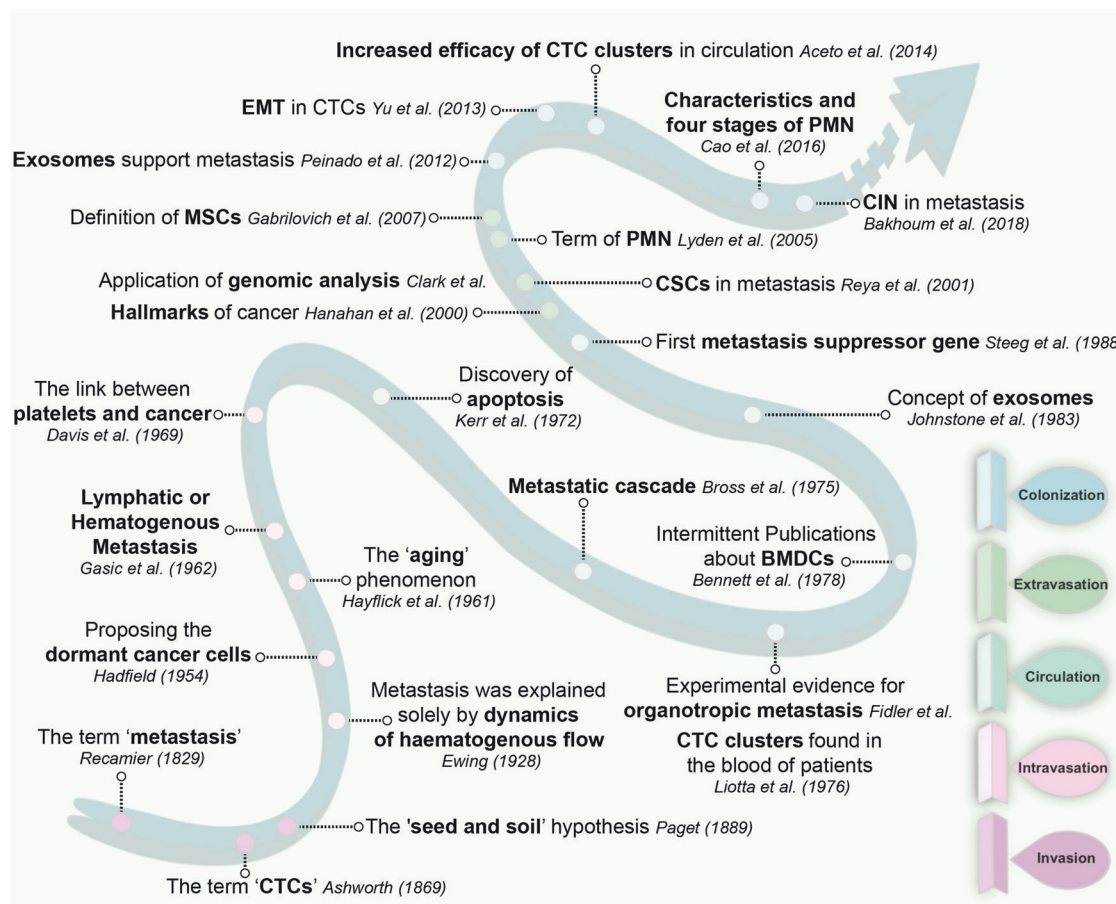 Increased efficacy of CTC clusters in circulation Aceto et al. (2014)
EMT in CTCs Yu et al. (2013)
Characteristics and
four stages of PMN
Cao et al. (2016)
Exosomes support metastasis Peinado et al. (2012)
CIN in metastasis
Bakhoum et al. (2018)
Definition of MSCs Gabrilovich et al. (2007)
Term of PMN Lyden et al. (2005)
Application of genomic analysis Clark et al.
CSCs in metastasis Reya et al. (2001)
Hallmarks of cancer Hanahan et al. (2000)
First metastasis suppressor gene Steeg et al. (1988
The link between
platelets and cancer
Davis et al. (1969)
Discovery of
apoptosis
Kerr et al. (1972)
Concept of exosomes
Johnstone et al. (1983)
Metastatic cascade Bross et al. (1975)
Lymphatic or
Hematogenous
Metastasis
Gasic et al. (1962)
Intermittent Publications
about BMDCs
Bennett et al. (1978)
The ‘aging’
phenomenon
Hayflick et al. (1961)
Proposing the
dormant cancer cells
Hadfield (1954)
Metastasis was explained
solely by dynamics
of haematogenous flow
Ewing (1928)
Experimental evidence for
organotropic metastasis Fidler et al.
CTC clusters found in
the blood of patients
Liotta et al. (1976)
The term ‘metastasis’
Recamier (1829)
The 'seed and soil’ hypothesis Paget (1889)
The term ‘CTCs’ Ashworth (1869)
Colonization
Extravasation
Circulation
Intravasation
Invasion